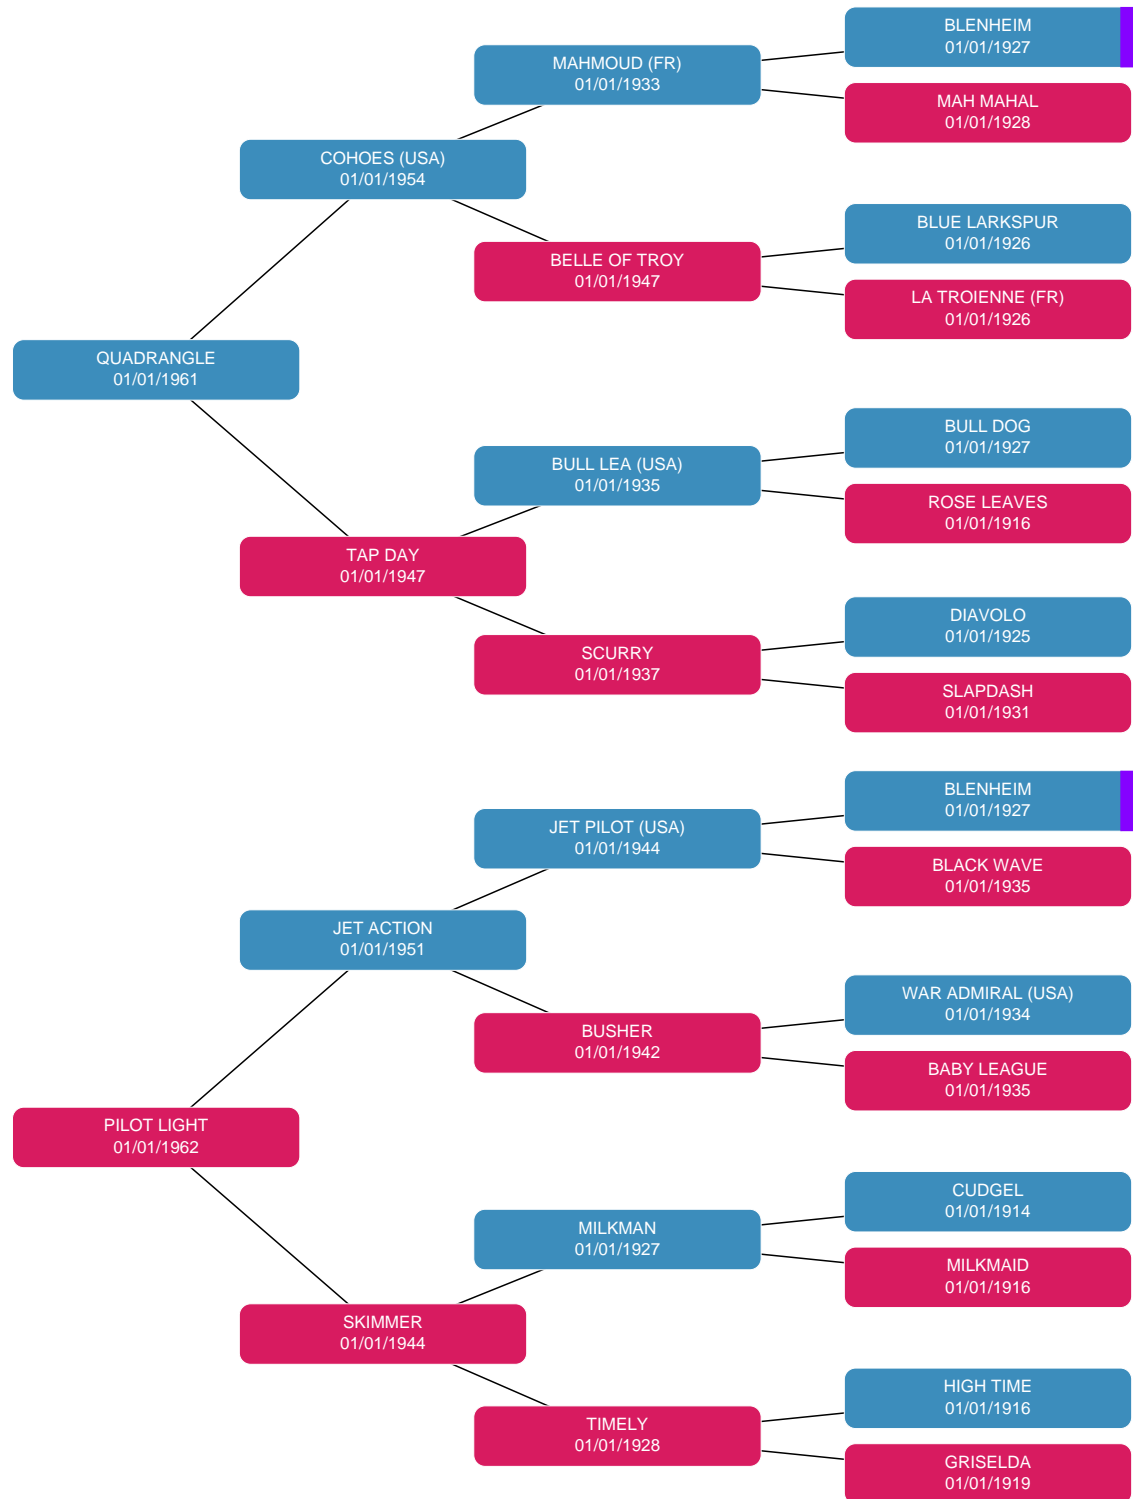 BLENHEIM
01/01/1927
MAHMOUD (FR)
01/01/1933
MAH MAHAL
01/01/1928
COHOES (USA)
01/01/1954
BLUE LARKSPUR
01/01/1926
BELLE OF TROY
01/01/1947
LA TROIENNE (FR)
01/01/1926
QUADRANGLE
01/01/1961
BULL DOG
01/01/1927
BULL LEA (USA)
01/01/1935
ROSE LEAVES
01/01/1916
TAP DAY
01/01/1947
DIAVOLO
01/01/1925
SCURRY
01/01/1937
SLAPDASH
01/01/1931
BLENHEIM
01/01/1927
JET PILOT (USA)
01/01/1944
BLACK WAVE
01/01/1935
JET ACTION
01/01/1951
WAR ADMIRAL (USA)
01/01/1934
BUSHER
01/01/1942
BABY LEAGUE
01/01/1935
PILOT LIGHT
01/01/1962
CUDGEL
01/01/1914
MILKMAN
01/01/1927
MILKMAID
01/01/1916
SKIMMER
01/01/1944
HIGH TIME
01/01/1916
TIMELY
01/01/1928
GRISELDA
01/01/1919